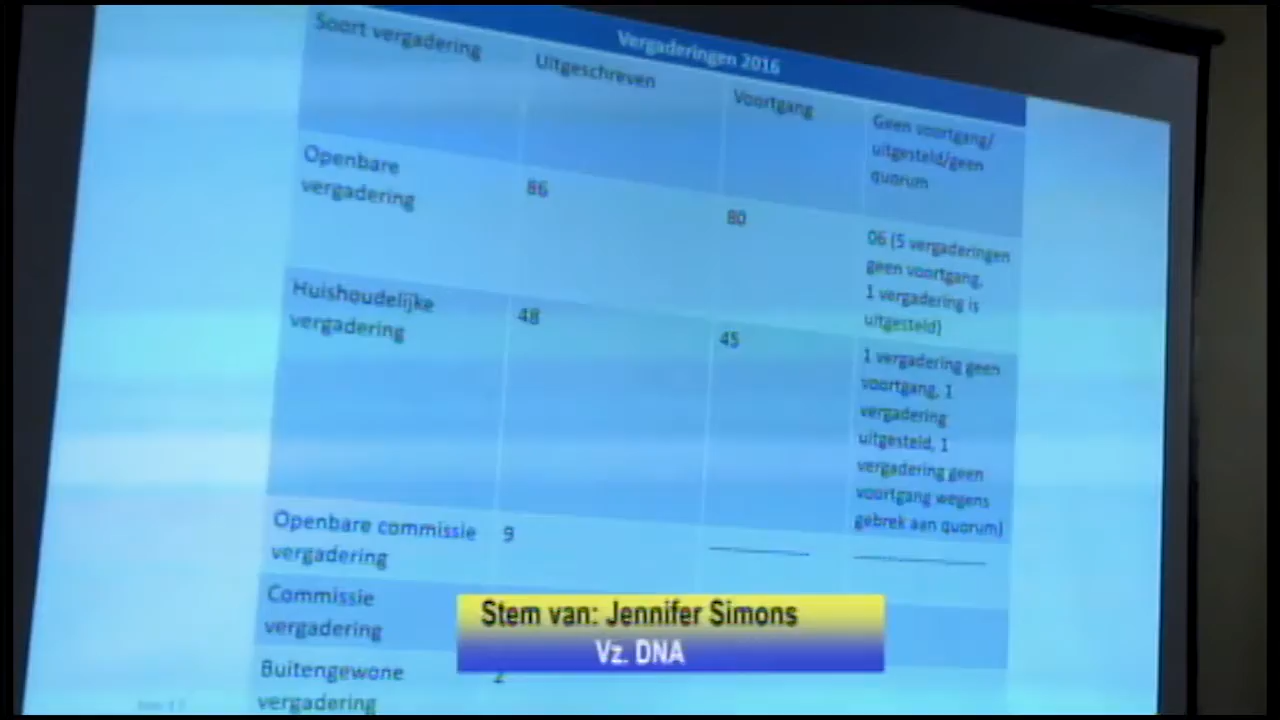 Vergaderingen 2016
Soort vergadering
Uitgeschreven
Voortgang
Geen voortgang/
uitgesteld/geen
quorum
Openbare
vergadering
86
80
06 (5 vergaderingen
geen voortgang,
1 vergadering is
uitgesteld)
Huishoudelijke
vergadering
48
45
1 vergadering geen
voortgang, 1
vergadering
uitgesteld, 1
vergadering geen
voortgang wegens
gebrek aan quorum)
Openbare commissie
vergadering
9
Commissie
vergadering
Buitengewone
vergadering
2
Stem van: Jennifer Simons
Vz. DNA